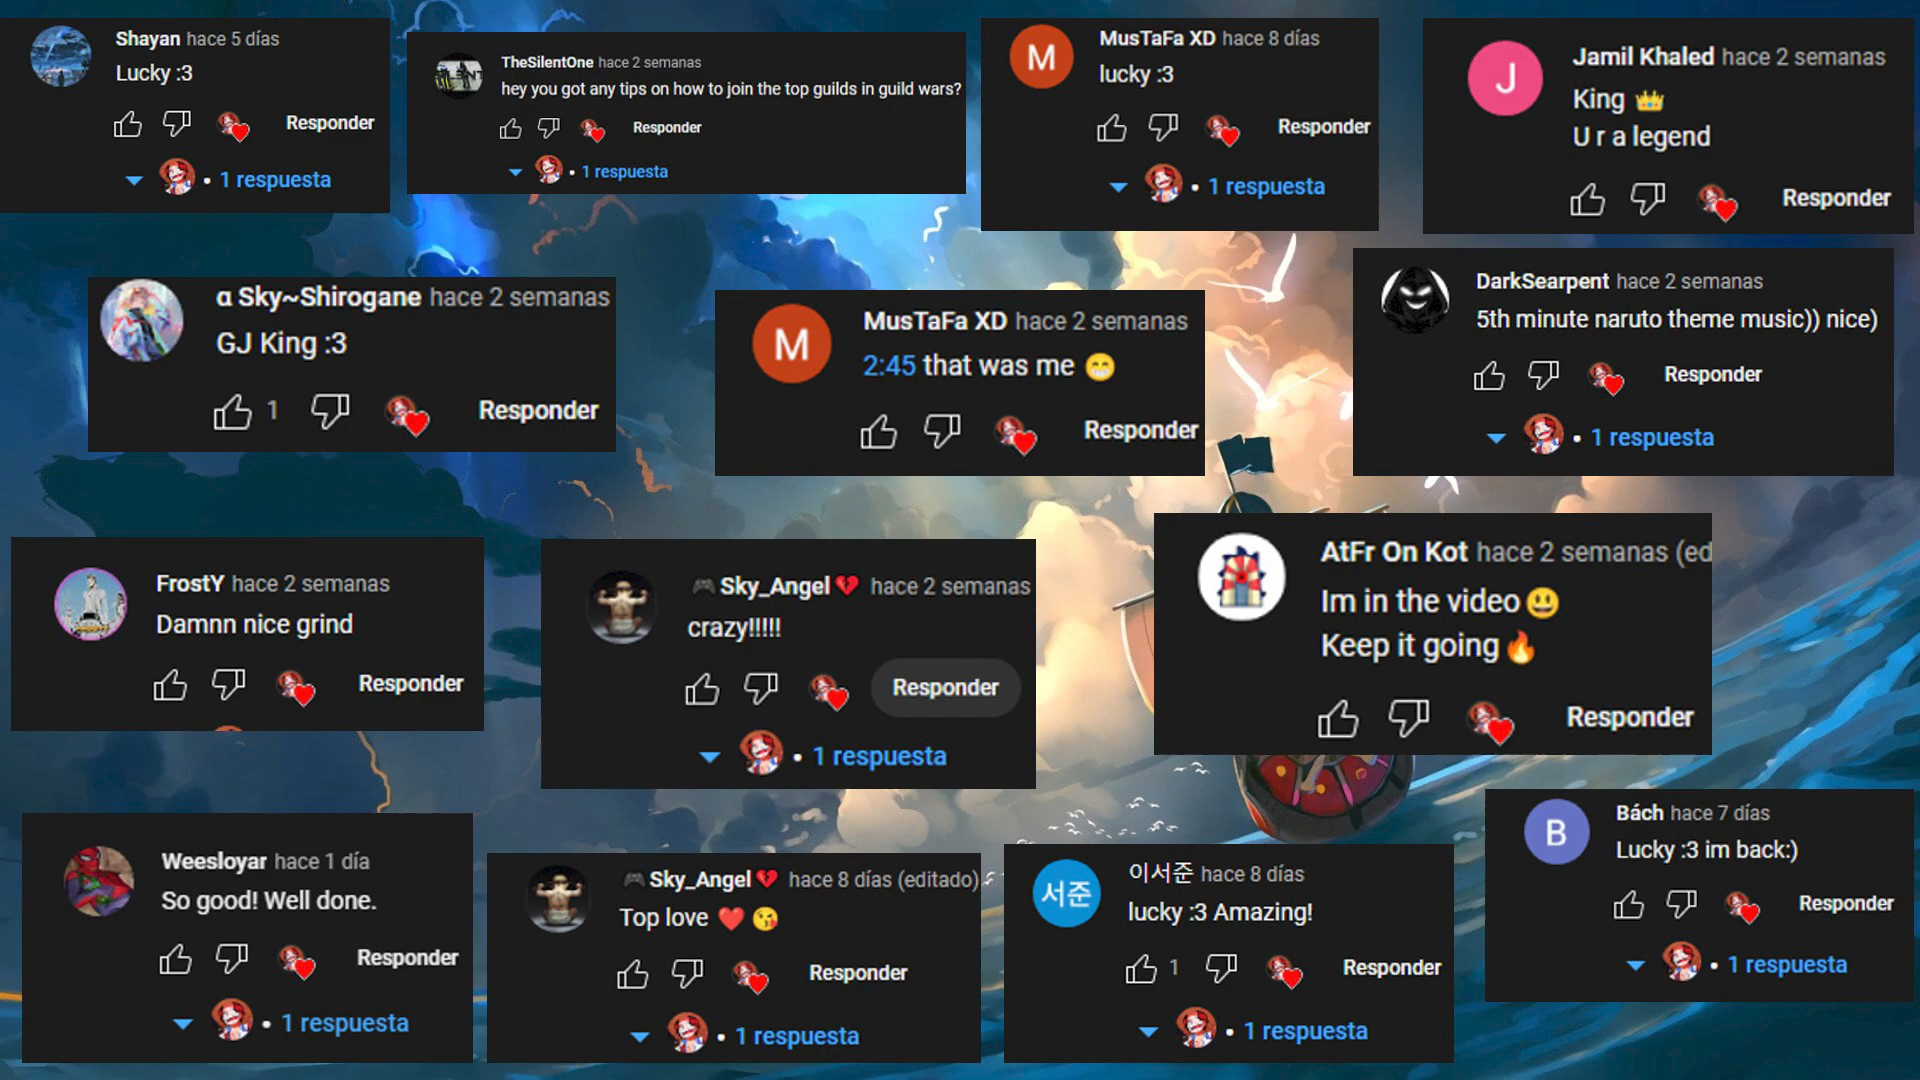 Shayan hace 5 días
Lucky :3
Responder
1 respuesta
TheSilentOne hace 2 semanas
hey you got any tips on how to join the top guilds in guild wars?
Responder
1 respuesta
M
MusTaFa XD hace 8 días
lucky :3
Responder
1 respuesta
J
Jamil Khaled hace 2 semanas
King 👑
U r a legend
Responder
α Sky~Shirogane hace 2 semanas
GJ King :3
1
Responder
M
MusTaFa XD hace 2 semanas
2:45 that was me 😁
Responder
DarkSearpent hace 2 semanas
5th minute naruto theme music)) nice)
Responder
1 respuesta
FrostY hace 2 semanas
Damnn nice grind
Responder
🎮Sky_Angel💔 hace 2 semanas
crazy!!!!!
Responder
1 respuesta
AtFr On Kot hace 2 semanas (ed
Im in the video😃
Keep it going🔥
Responder
Weesloyar hace 1 día
So good! Well done.
Responder
1 respuesta
🎮Sky_Angel💔 hace 8 días (editado)
Top love ❤️ 😘
Responder
1 respuesta
서준
이서준 hace 8 días
lucky :3 Amazing!
1
Responder
1 respuesta
B
Bách hace 7 días
Lucky :3 im back:)
Responder
1 respuesta